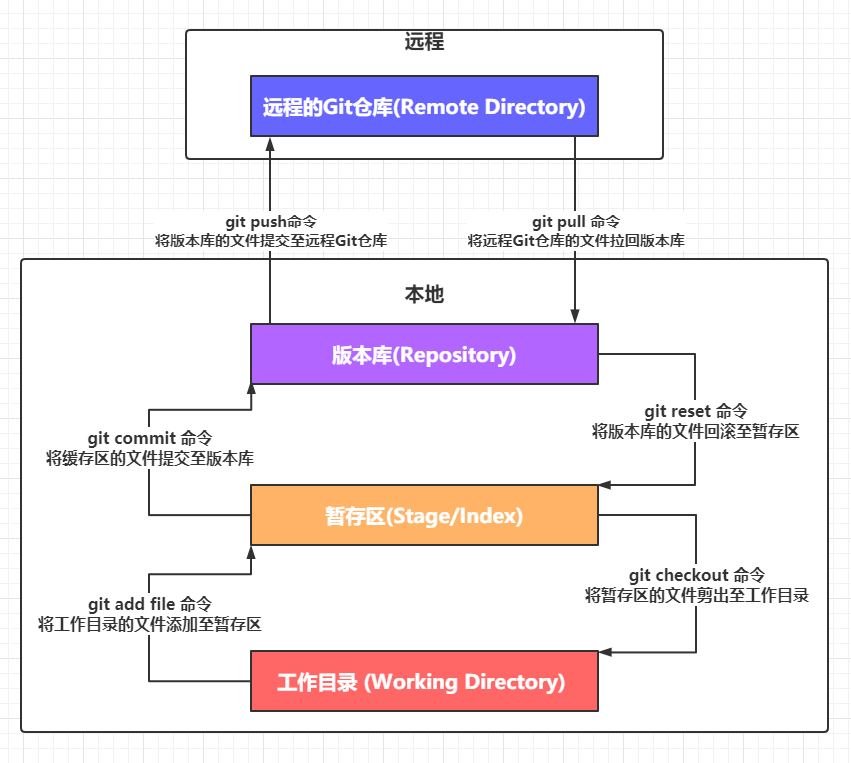 远程
远程的Git仓库(Remote Directory)
git push命令
将版本库的文件提交至远程Git仓库
git pull 命令
将远程Git仓库的文件拉回版本库
本地
版本库(Repository)
git reset 命令
将版本库的文件回滚至暂存区
git commit 命令
将缓存区的文件提交至版本库
暂存区(Stage/Index)
git checkout 命令
将暂存区的文件剪出至工作目录
git add file 命令
将工作目录的文件添加至暂存区
工作目录 (Working Directory)